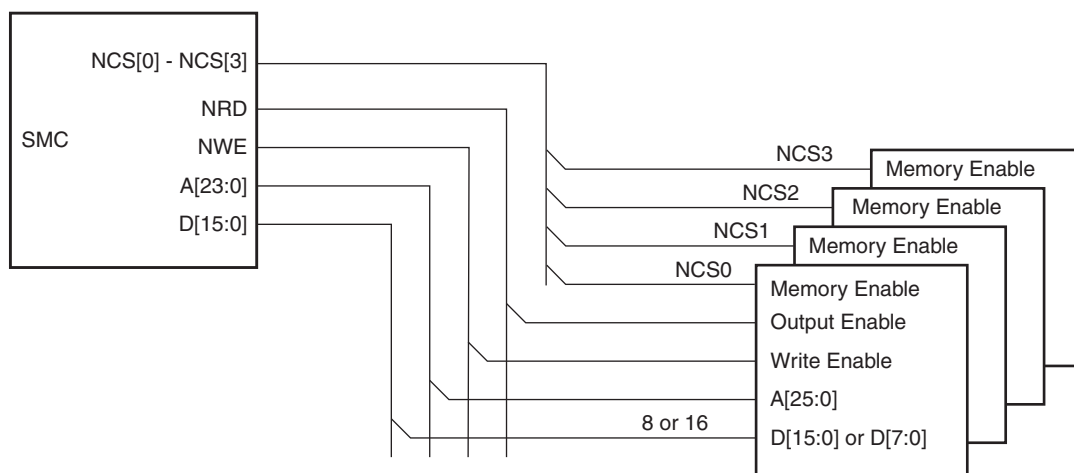 NCS[0] - NCS[3]
NRD
SMC
NWE
A[23:0]
D[15:0]
NCS3
Memory Enable
NCS2
Memory Enable
NCS1
Memory Enable
NCS0
Memory Enable
Output Enable
Write Enable
A[25:0]
8 or 16
D[15:0] or D[7:0]